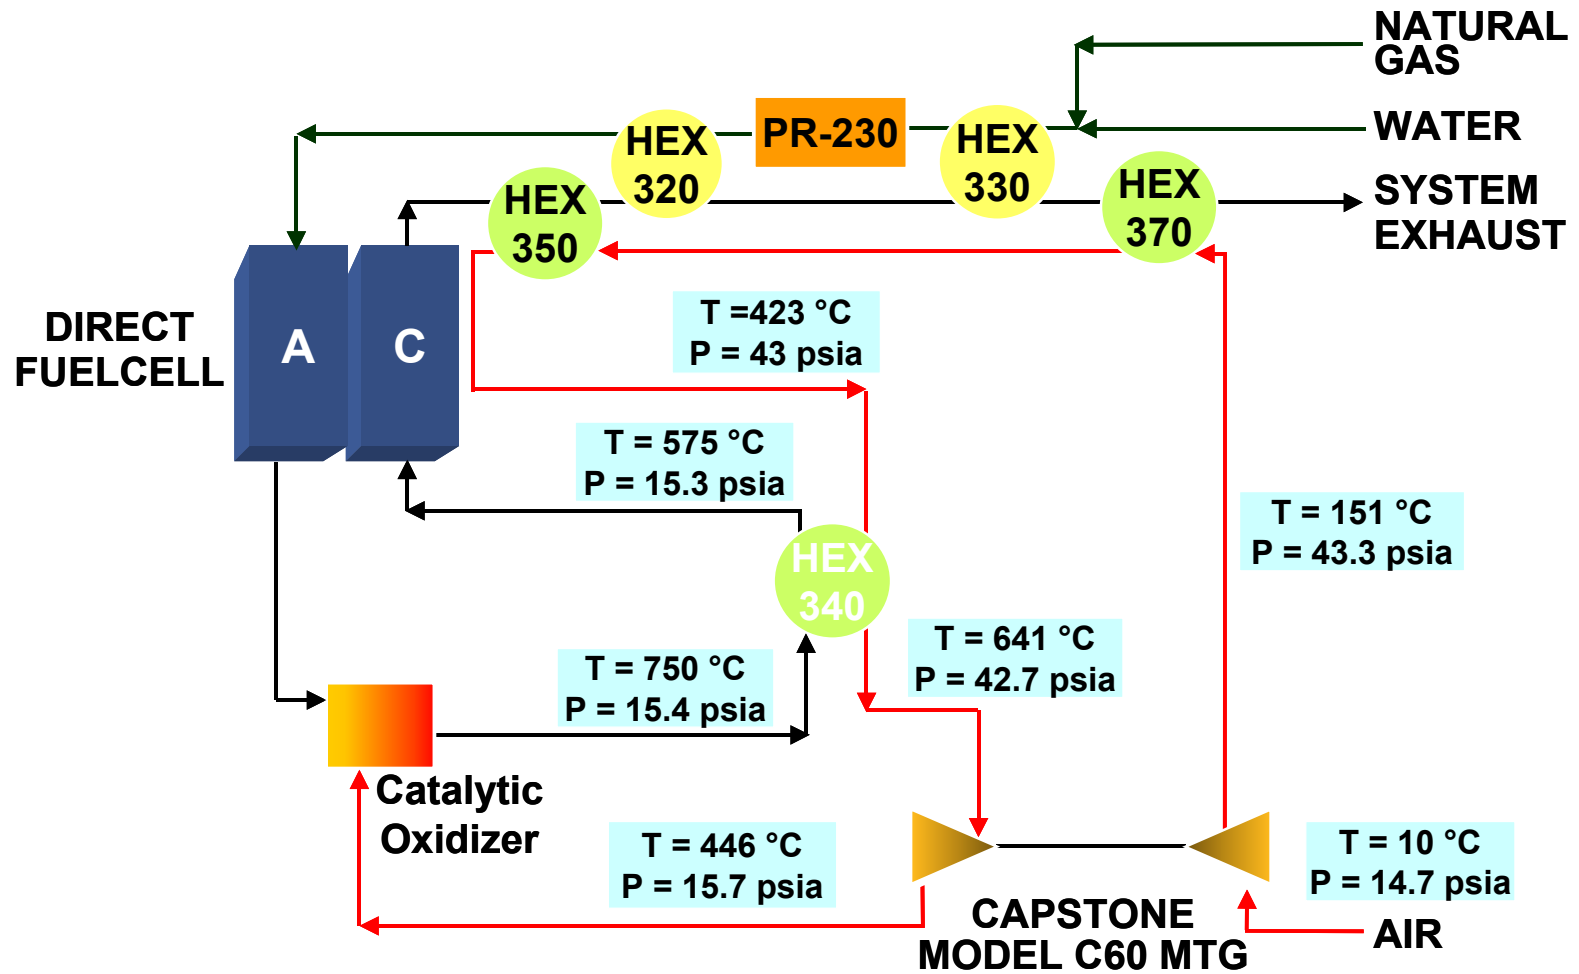 NATURAL
GAS
WATER
SYSTEM
EXHAUST
HEX
320
PR-230
HEX
330
HEX
350
HEX
370
DIRECT
FUELCELL
A
C
T =423 °C
P = 43 psia
T = 575 °C
P = 15.3 psia
T = 151 °C
P = 43.3 psia
HEX
340
T = 641 °C
P = 42.7 psia
T = 750 °C
P = 15.4 psia
Catalytic
Oxidizer
T = 446 °C
P = 15.7 psia
T = 10 °C
P = 14.7 psia
CAPSTONE
MODEL C60 MTG
AIR